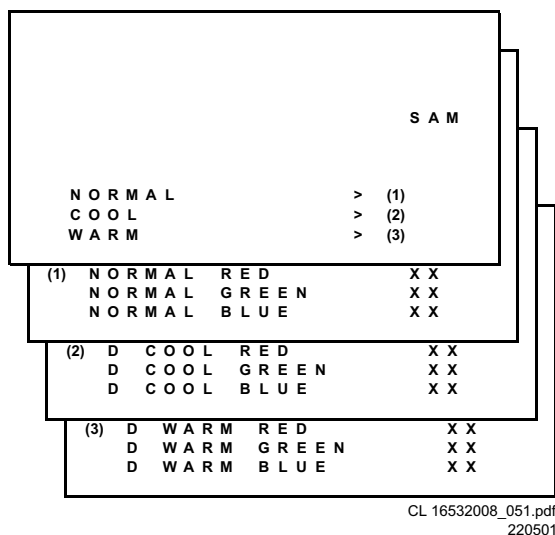 SAM
NORMAL > (1)
COOL > (2)
WARM > (3)
(1) NORMAL RED XX
NORMAL GREEN XX
NORMAL BLUE XX
(2) D COOL RED XX
D COOL GREEN XX
D COOL BLUE XX
(3) D WARM RED XX
D WARM GREEN XX
D WARM BLUE XX
CL 16532008_051.pdf
220501